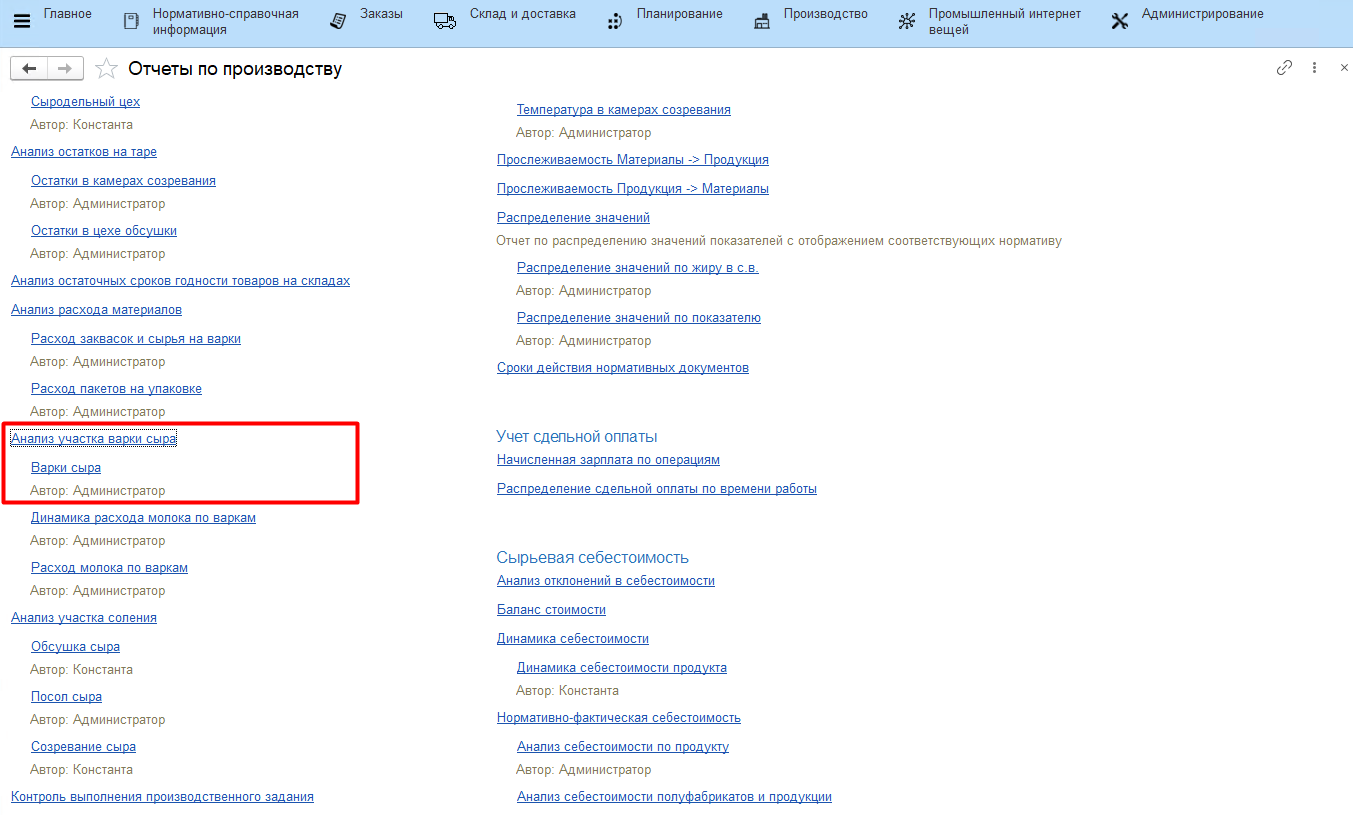 Главное
Нормативно-справочная
информация
Заказы
Склад и доставка
Планирование
Производство
Промышленный интернет
вещей
Администрирование
Отчеты по производству
Сыродельный цех
Автор: Константа
Анализ остатков на таре
Остатки в камерах созревания
Автор: Администратор
Остатки в цехе обсушки
Автор: Администратор
Анализ остаточных сроков годности товаров на складах
Анализ расхода материалов
Расход заквасок и сырья на варки
Автор: Администратор
Расход пакетов на упаковке
Автор: Администратор
Анализ участка варки сыра
Варки сыра
Автор: Администратор
Динамика расхода молока по варкам
Автор: Администратор
Расход молока по варкам
Автор: Администратор
Анализ участка соления
Обсушка сыра
Автор: Константа
Посол сыра
Автор: Администратор
Созревание сыра
Автор: Константа
Контроль выполнения производственного задания
Температура в камерах созревания
Автор: Администратор
Прослеживаемость Материалы -> Продукция
Прослеживаемость Продукция -> Материалы
Распределение значений
Отчет по распределению значений показателей с отображением соответствующих нормативу
Распределение значений по жиру в с.в.
Автор: Администратор
Распределение значений по показателю
Автор: Администратор
Сроки действия нормативных документов
Учет сдельной оплаты
Начисленная зарплата по операциям
Распределение сдельной оплаты по времени работы
Сырьевая себестоимость
Анализ отклонений в себестоимости
Баланс стоимости
Динамика себестоимости
Динамика себестоимости продукта
Автор: Константа
Нормативно-фактическая себестоимость
Анализ себестоимости по продукту
Автор: Администратор
Анализ себестоимости полуфабрикатов и продукции